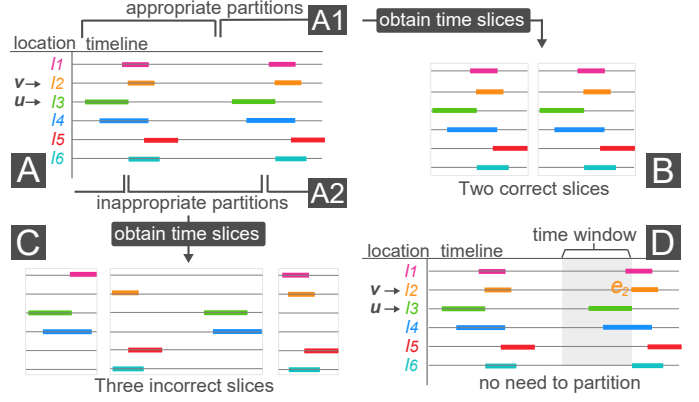 appropriate partitions
A1
obtain time slices
location timeline
l1
v→ l2
u→ l3
l4
l5
l6
A
A2
inappropriate partitions
B
Two correct slices
C
obtain time slices
Three incorrect slices
time window
D
location timeline
l1
v→ l2
e2
u→ l3
l4
l5
l6
no need to partition